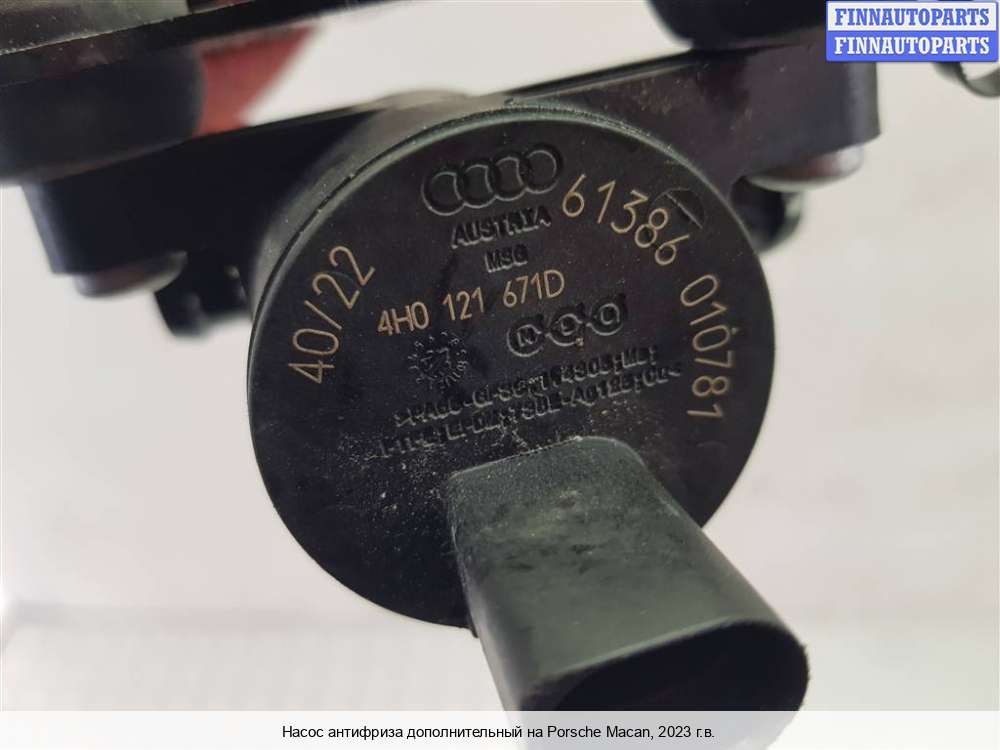 FINNAUTOPARTS
FINNAUTOPARTS
AUSTRIA
MSG
61386 010781
40/22
4H0 121 671D
Насос антифриза дополнительный на Porsche Macan, 2023 г.в.